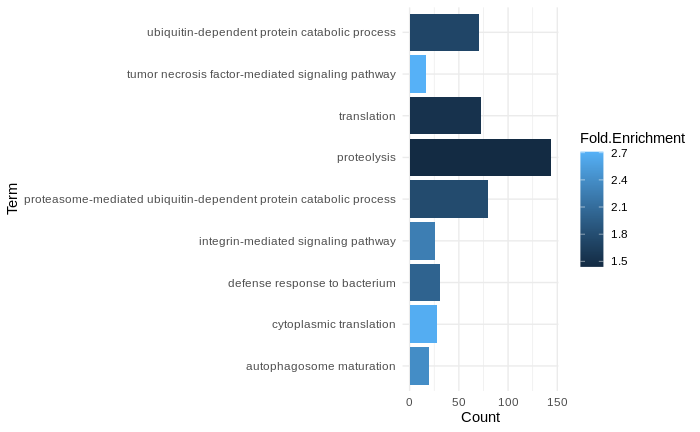 ubiquitin-dependent protein catabolic process
tumor necrosis factor-mediated signaling pathway
translation
proteolysis
proteasome-mediated ubiquitin-dependent protein catabolic process
integrin-mediated signaling pathway
defense response to bacterium
cytoplasmic translation
autophagosome maturation
Term
0 50 100 150
Count
Fold.Enrichment
2.7
2.4
2.1
1.8
1.5